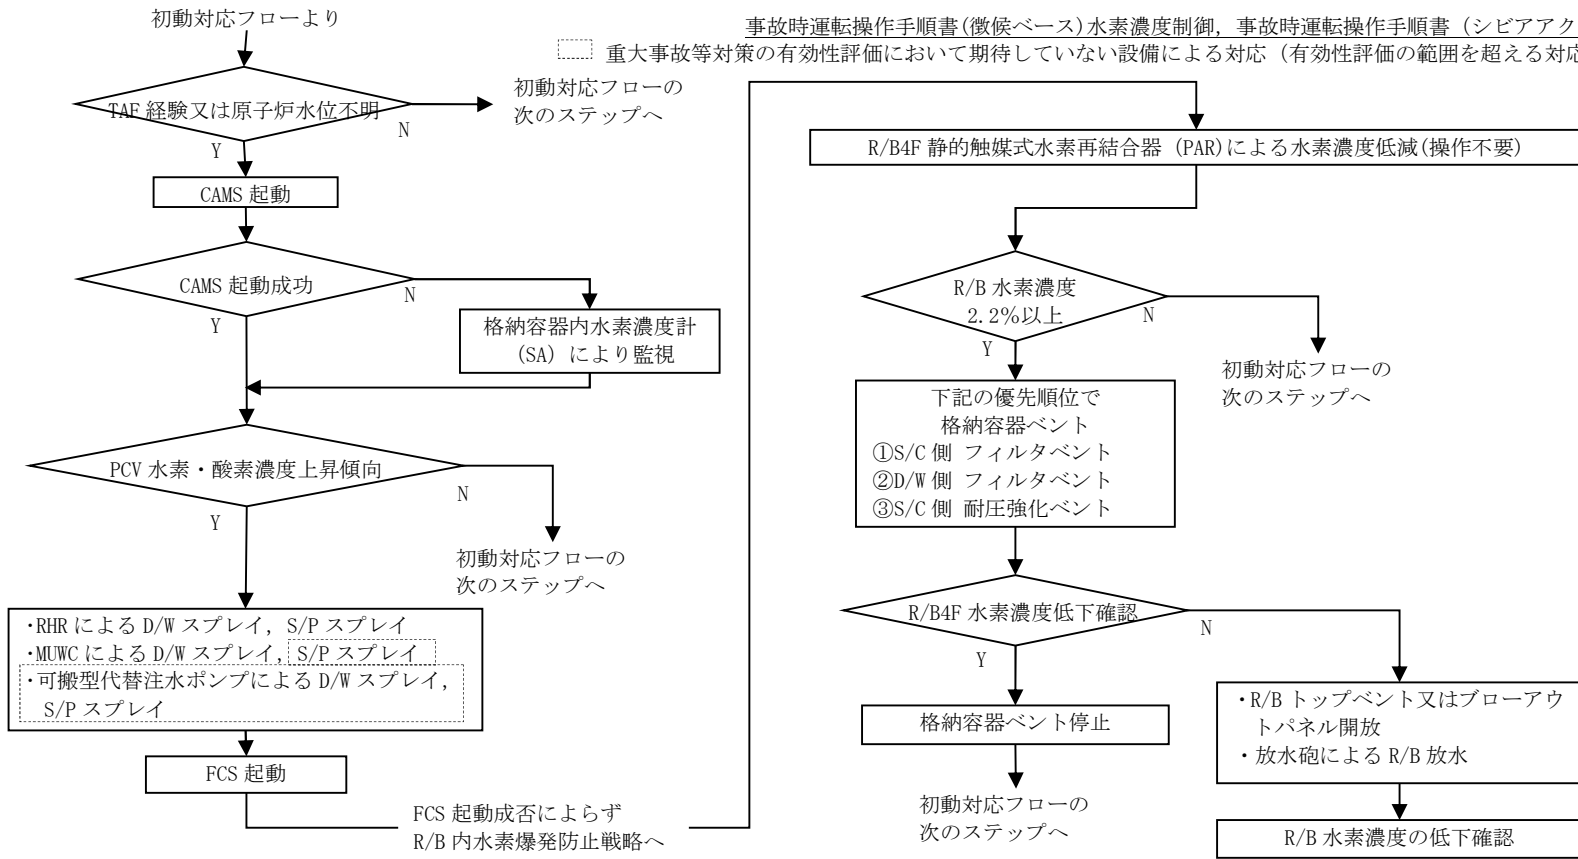 初動対応フローより
事故時運転操作手順書(徴候ベース)水素濃度制御, 事故時運転操作手順書 (シビアアク
重大事故等対策の有効性評価において期待していない設備による対応 (有効性評価の範囲を超える対応
TAF 経験又は原子炉水位不明
N
Y
初動対応フローの
次のステップへ
CAMS 起動
CAMS 起動成功
N
Y
格納容器内水素濃度計
(SA) により監視
PCV 水素・酸素濃度上昇傾向
N
Y
初動対応フローの
次のステップへ
・RHR による D/W スプレイ, S/P スプレイ
・MUWC による D/W スプレイ, S/P スプレイ
・可搬型代替注水ポンプによる D/W スプレイ,
S/P スプレイ
FCS 起動
FCS 起動成否によらず
R/B 内水素爆発防止戦略へ
R/B4F 静的触媒式水素再結合器 (PAR)による水素濃度低減(操作不要)
R/B 水素濃度
2.2%以上
N
Y
初動対応フローの
次のステップへ
下記の優先順位で
格納容器ベント
①S/C 側 フィルタベント
②D/W 側 フィルタベント
③S/C 側 耐圧強化ベント
R/B4F 水素濃度低下確認
N
Y
格納容器ベント停止
初動対応フローの
次のステップへ
・R/B トップベント又はブローアウ
トパネル開放
・放水砲による R/B 放水
R/B 水素濃度の低下確認